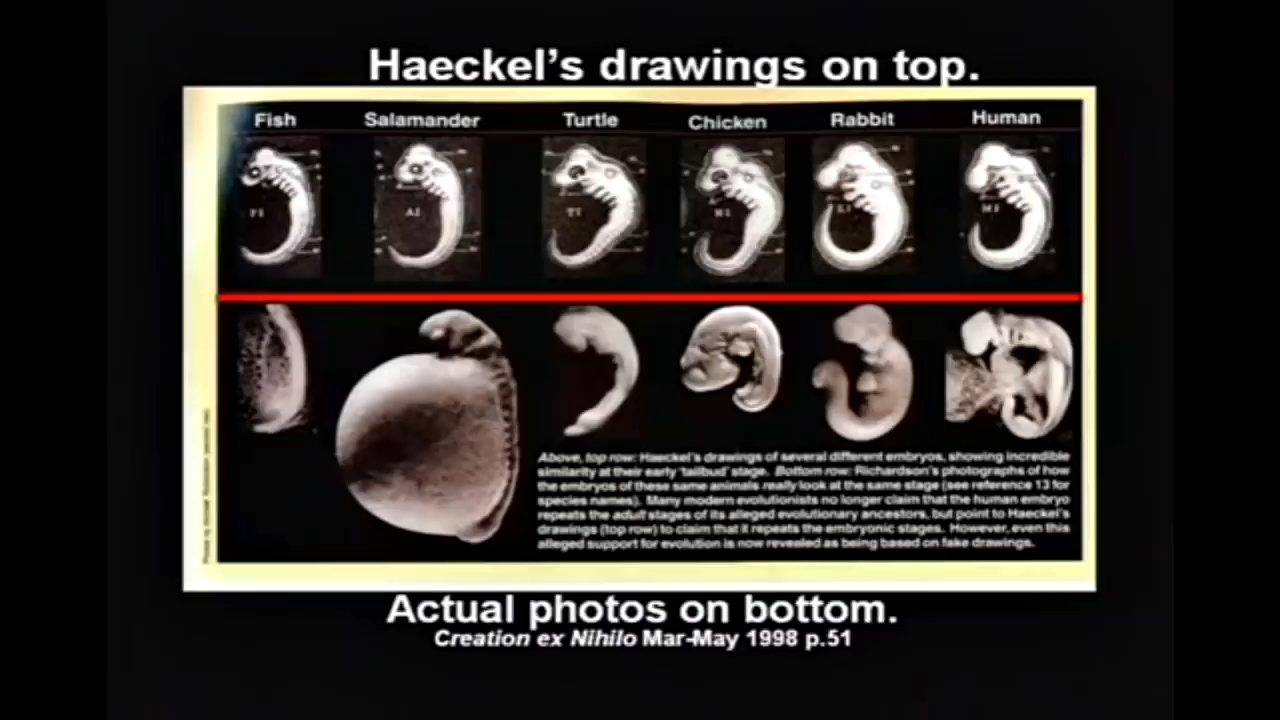 Haeckel's drawings on top.
Fish Salamander Turtle Chicken Rabbit Human
AI TI
Above, top row: Haeckel's drawings of several different embryos, showing incredible
similarity at their early 'tailbud' stage. Bottom row: Richardson's photographs of how
the embryos of these same animals really look at the same stage (see reference 13 for
species names). Many modern evolutionists no longer claim that the human embryo
repeats the adult stages of its alleged evolutionary ancestors, but point to Haeckel's
drawings (top row) to claim that it repeats the embryonic stages. However, even this
alleged support for evolution is now revealed as being based on fake drawings.
Actual photos on bottom.
Creation ex Nihilo Mar-May 1998 p.51